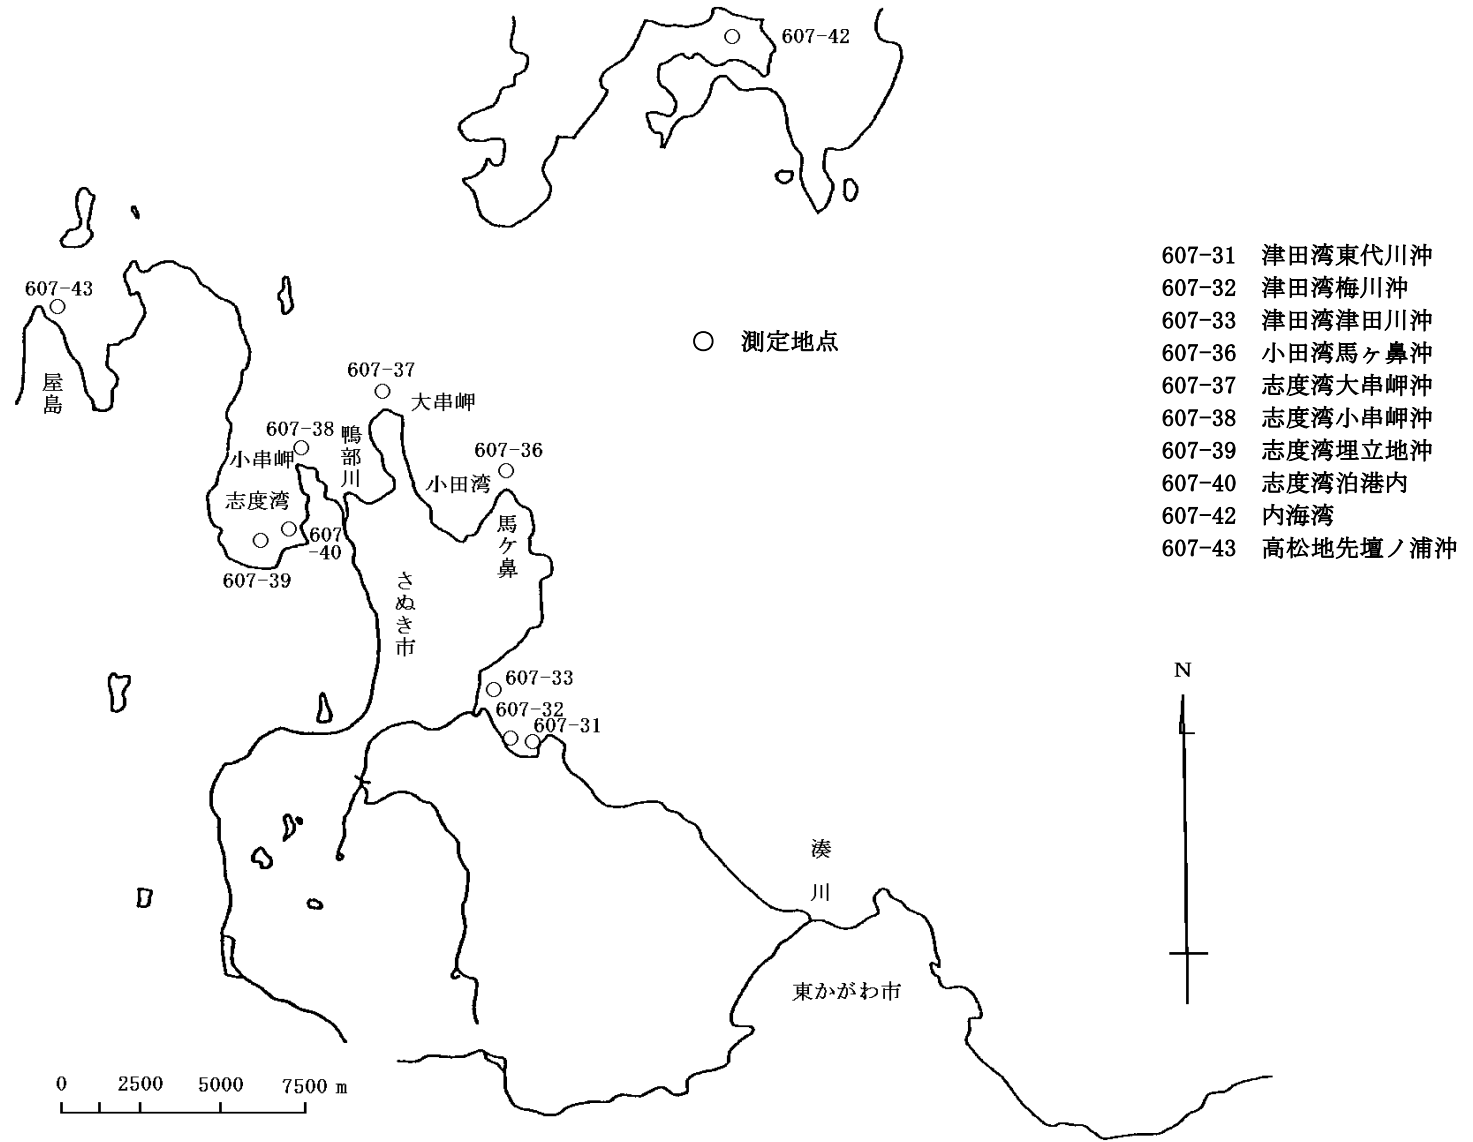 607-42
607-43
屋島
測定地点
607-37
大串岬
607-38
鴨部川
小串岬
607-36
小田湾
志度湾
馬ケ鼻
607
-40
607-39
さぬき市
607-33
607-32
607-31
湊川
東かがわ市
607-31 津田湾東代川沖
607-32 津田湾梅川沖
607-33 津田湾津田川沖
607-36 小田湾馬ヶ鼻沖
607-37 志度湾大串岬沖
607-38 志度湾小串岬沖
607-39 志度湾埋立地沖
607-40 志度湾泊港内
607-42 内海湾
607-43 高松地先壇ノ浦沖
N
0 2500 5000 7500 m